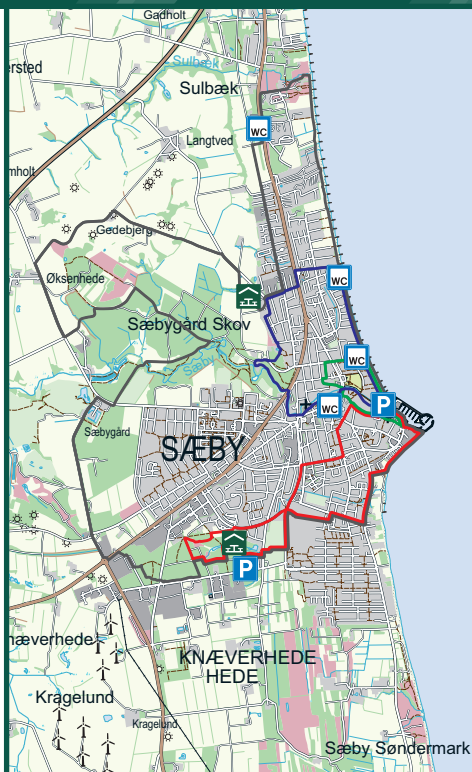 Gadholt
ersted
Sulbæk
Sulbæk
WC
Langtved
mholt
Gedebjerg
Øksenhede
WC
Sæbygård Skov
Sæby
WC
WC
P
Sæbygård
SÆBY
P
næverhede
KNÆVERHEDE
HEDE
Kragelund
Kragelund
Sæby Søndermark